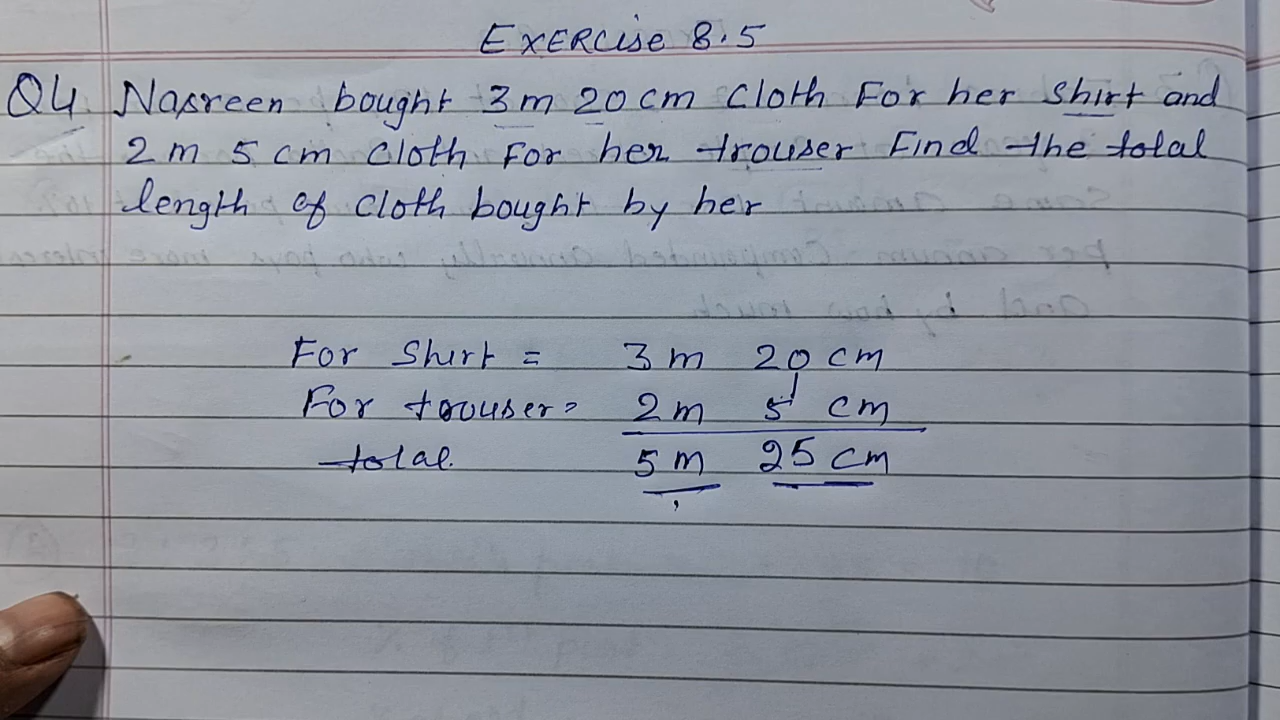 Exercise 8.5
Q4 Nasreen bought 3m 20cm cloth for her shirt and
2m 5cm cloth for her trouser Find the total
length of cloth bought by her
For Shirt = 3m 20cm
For trouser = 2m 5 cm
total 5m 25cm